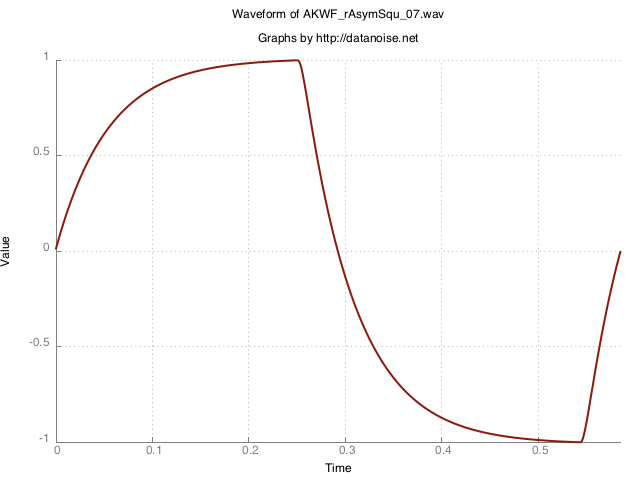 Waveform of AKWF_rAsymSqu_07.wav
Graphs by http://datanoise.net
1
0.5
0
-0.5
-1
Value
0 0.1 0.2 0.3 0.4 0.5
Time